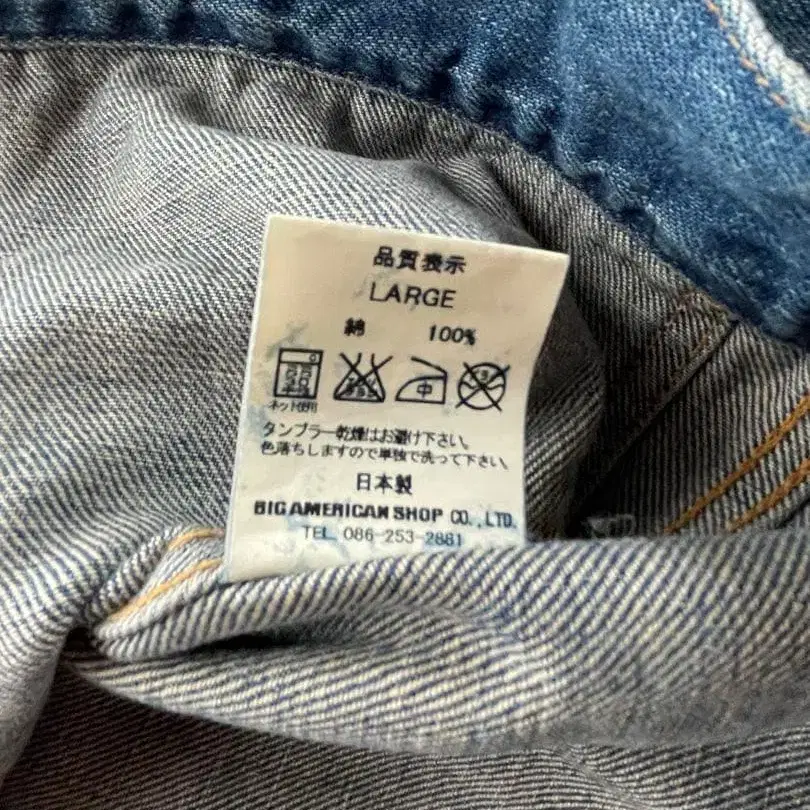 品質表示
LARGE
綿 100%
ネット使用 中
タンブラー乾燥はお避け下さい。
色落ちしますので単独で洗って下さい。
日本製
BIG AMERICAN SHOP CO., LTD.
TEL. 086-253-2881